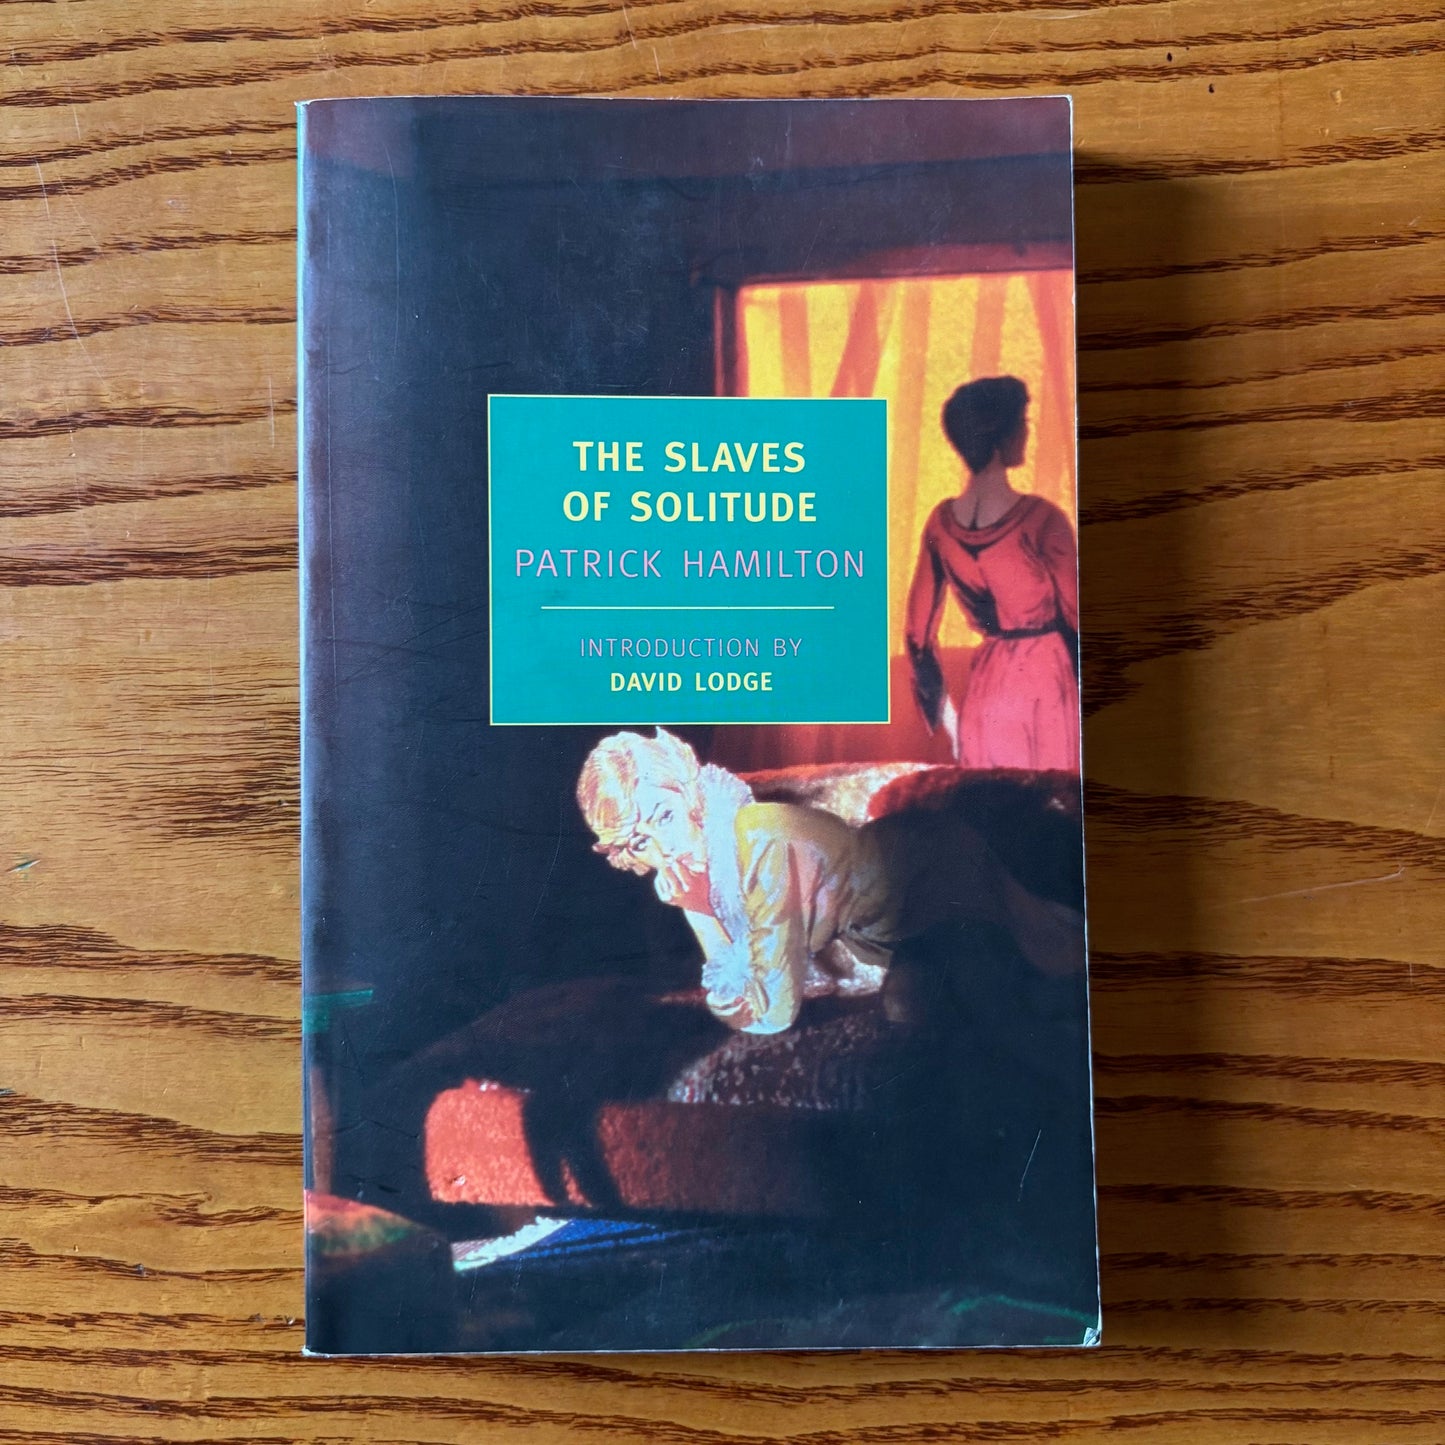 THE SLAVES
OF SOLITUDE
PATRICK HAMILTON
INTRODUCTION BY
DAVID LODGE